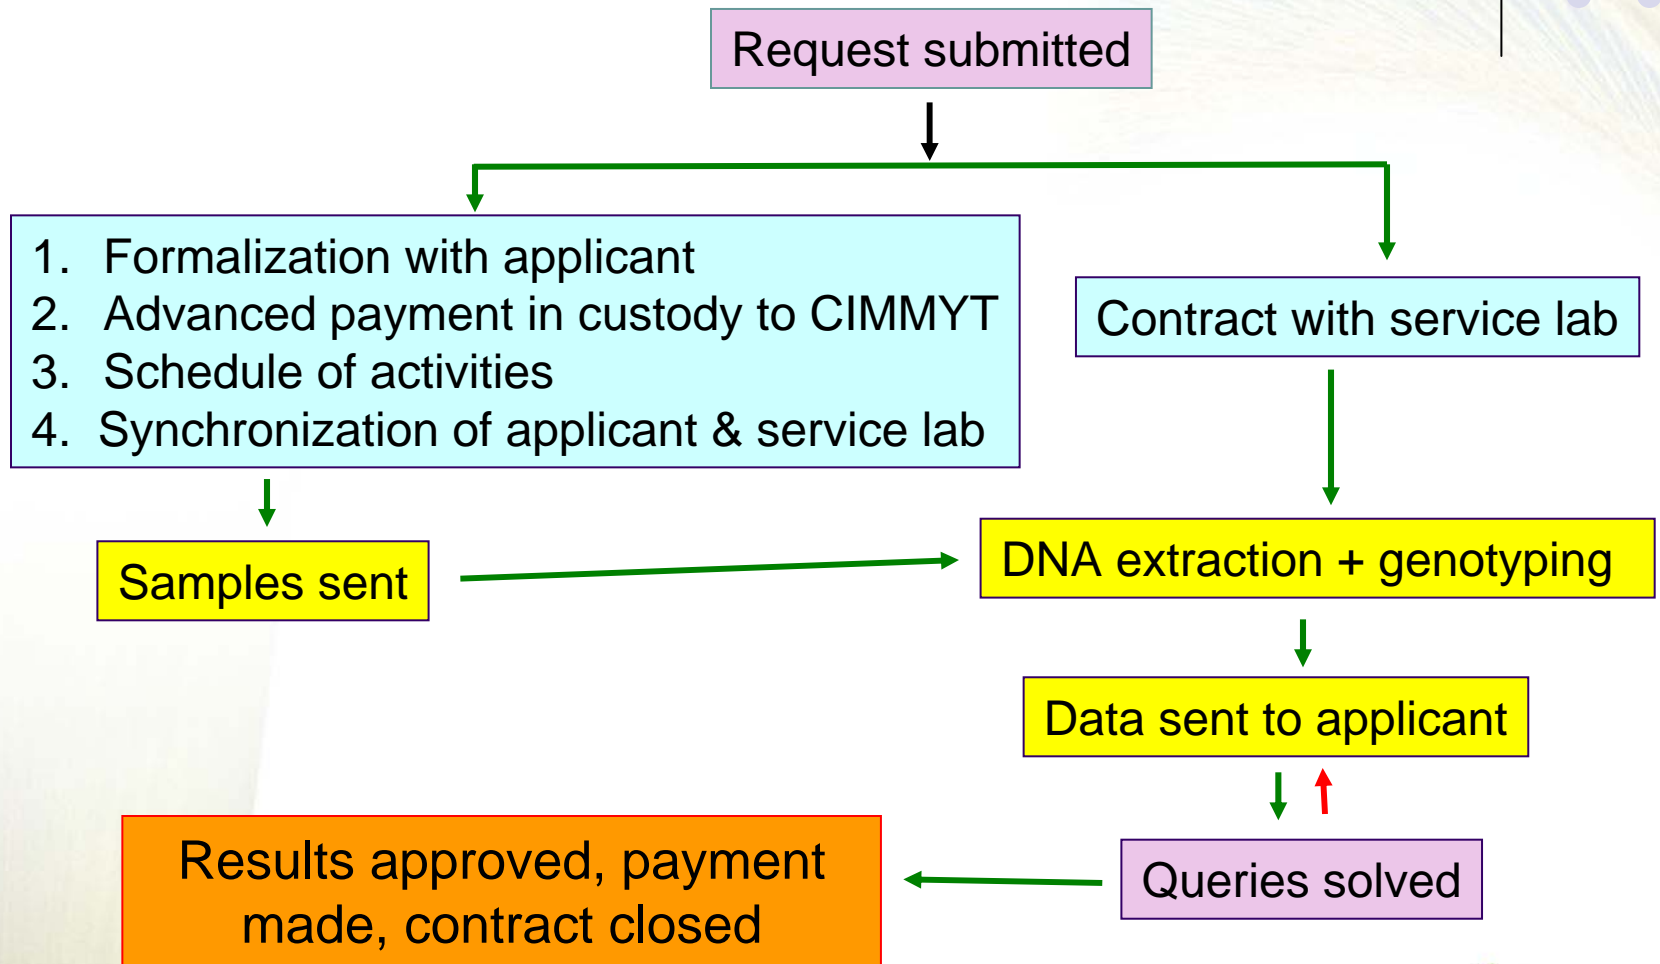 Request submitted
1. Formalization with applicant
2. Advanced payment in custody to CIMMYT
3. Schedule of activities
4. Synchronization of applicant & service lab
Contract with service lab
Samples sent
DNA extraction + genotyping
Data sent to applicant
Queries solved
Results approved, payment
made, contract closed